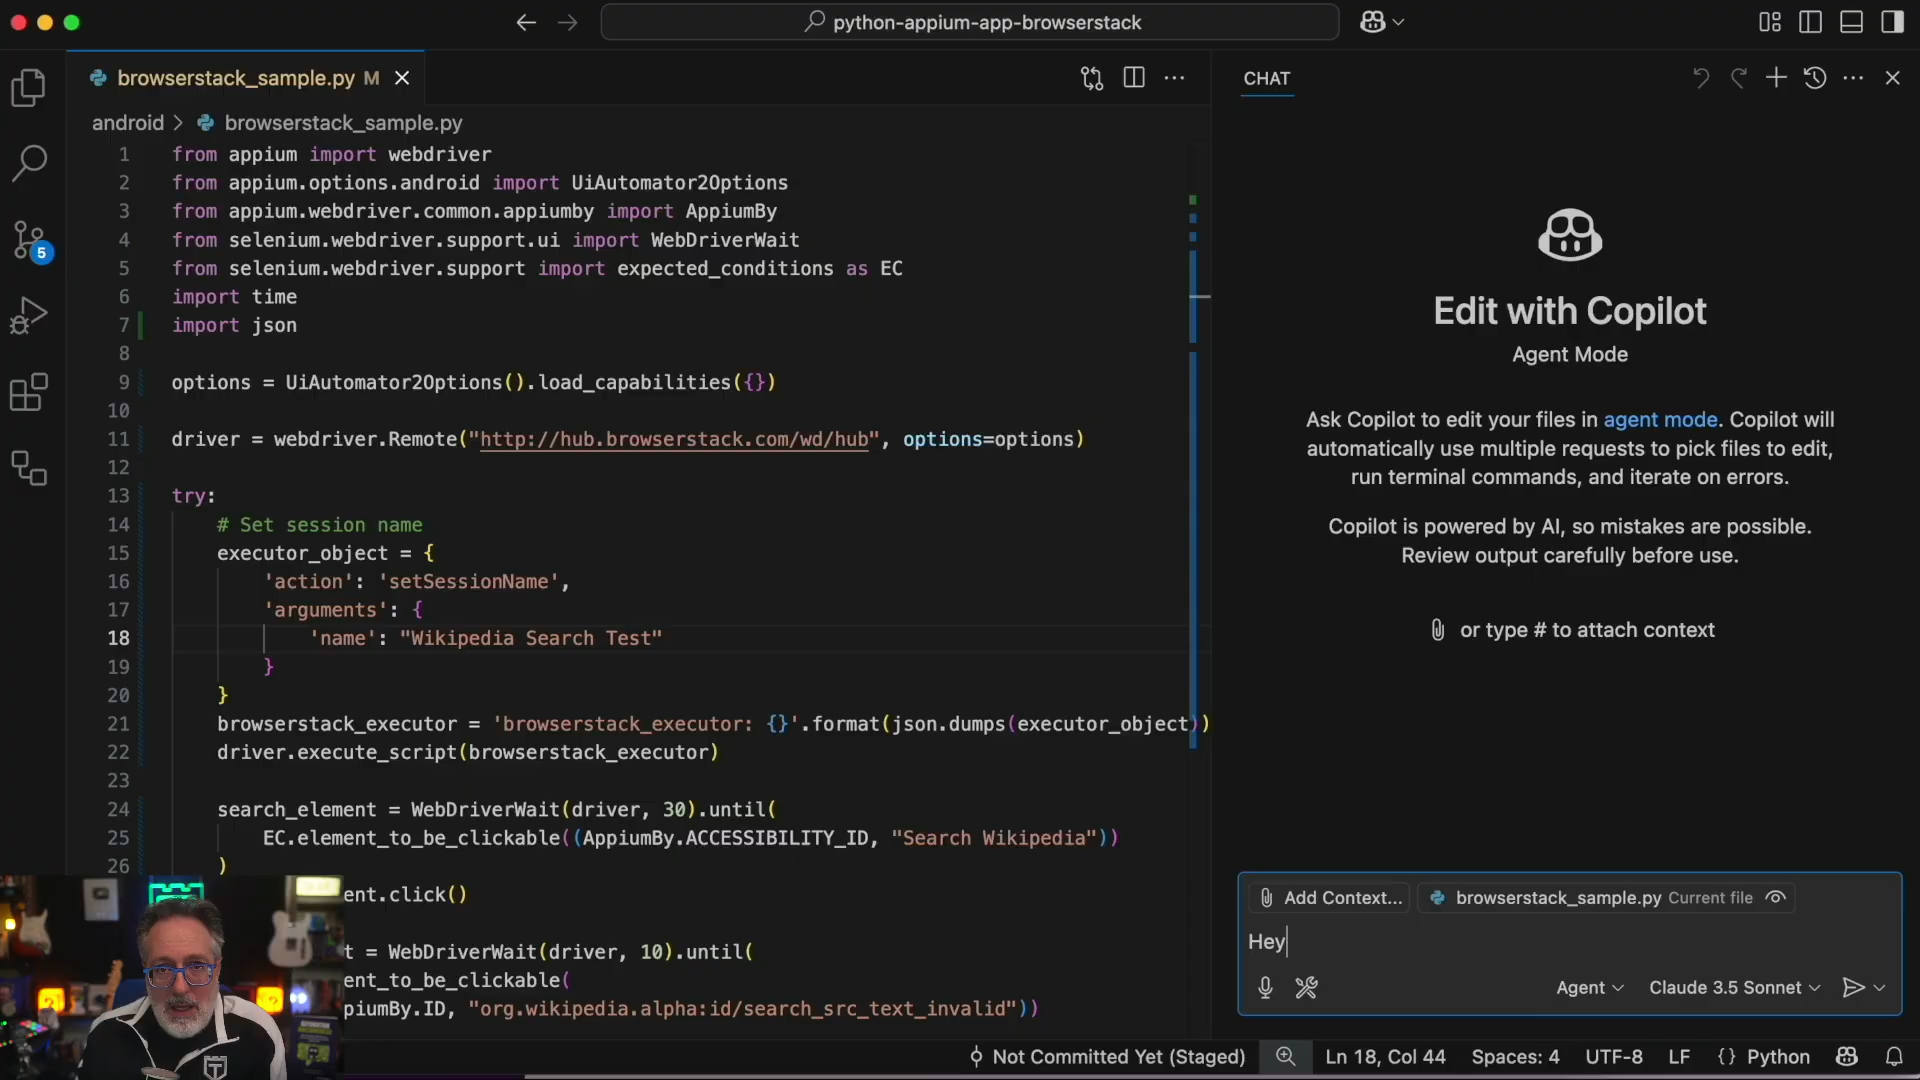 python-appium-app-browserstack
browserstack_sample.py M
CHAT
android > browserstack_sample.py
1 from appium import webdriver
2 from appium.options.android import UiAutomator2Options
3 from appium.webdriver.common.appiumby import AppiumBy
4 from selenium.webdriver.support.ui import WebDriverWait
5 from selenium.webdriver.support import expected_conditions as EC
6 import time
7 import json
8
9 options = UiAutomator2Options().load_capabilities({})
10
11 driver = webdriver.Remote("http://hub.browserstack.com/wd/hub", options=options)
12
13 try:
14 # Set session name
15 executor_object = {
16 'action': 'setSessionName',
17 'arguments': {
18 'name': "Wikipedia Search Test"
19 }
20 }
21 browserstack_executor = 'browserstack_executor: {}'.format(json.dumps(executor_object))
22 driver.execute_script(browserstack_executor)
23
24 search_element = WebDriverWait(driver, 30).until(
25 EC.element_to_be_clickable((AppiumBy.ACCESSIBILITY_ID, "Search Wikipedia"))
26 )
ent.click()
t = WebDriverWait(driver, 10).until(
ent_to_be_clickable(
piumBy.ID, "org.wikipedia.alpha:id/search_src_text_invalid"))
5
Edit with Copilot
Agent Mode
Ask Copilot to edit your files in agent mode. Copilot will
automatically use multiple requests to pick files to edit,
run terminal commands, and iterate on errors.
Copilot is powered by AI, so mistakes are possible.
Review output carefully before use.
or type # to attach context
Add Context... browserstack_sample.py Current file
Hey
Agent Claude 3.5 Sonnet
Not Committed Yet (Staged) Ln 18, Col 44 Spaces: 4 UTF-8 LF {} Python